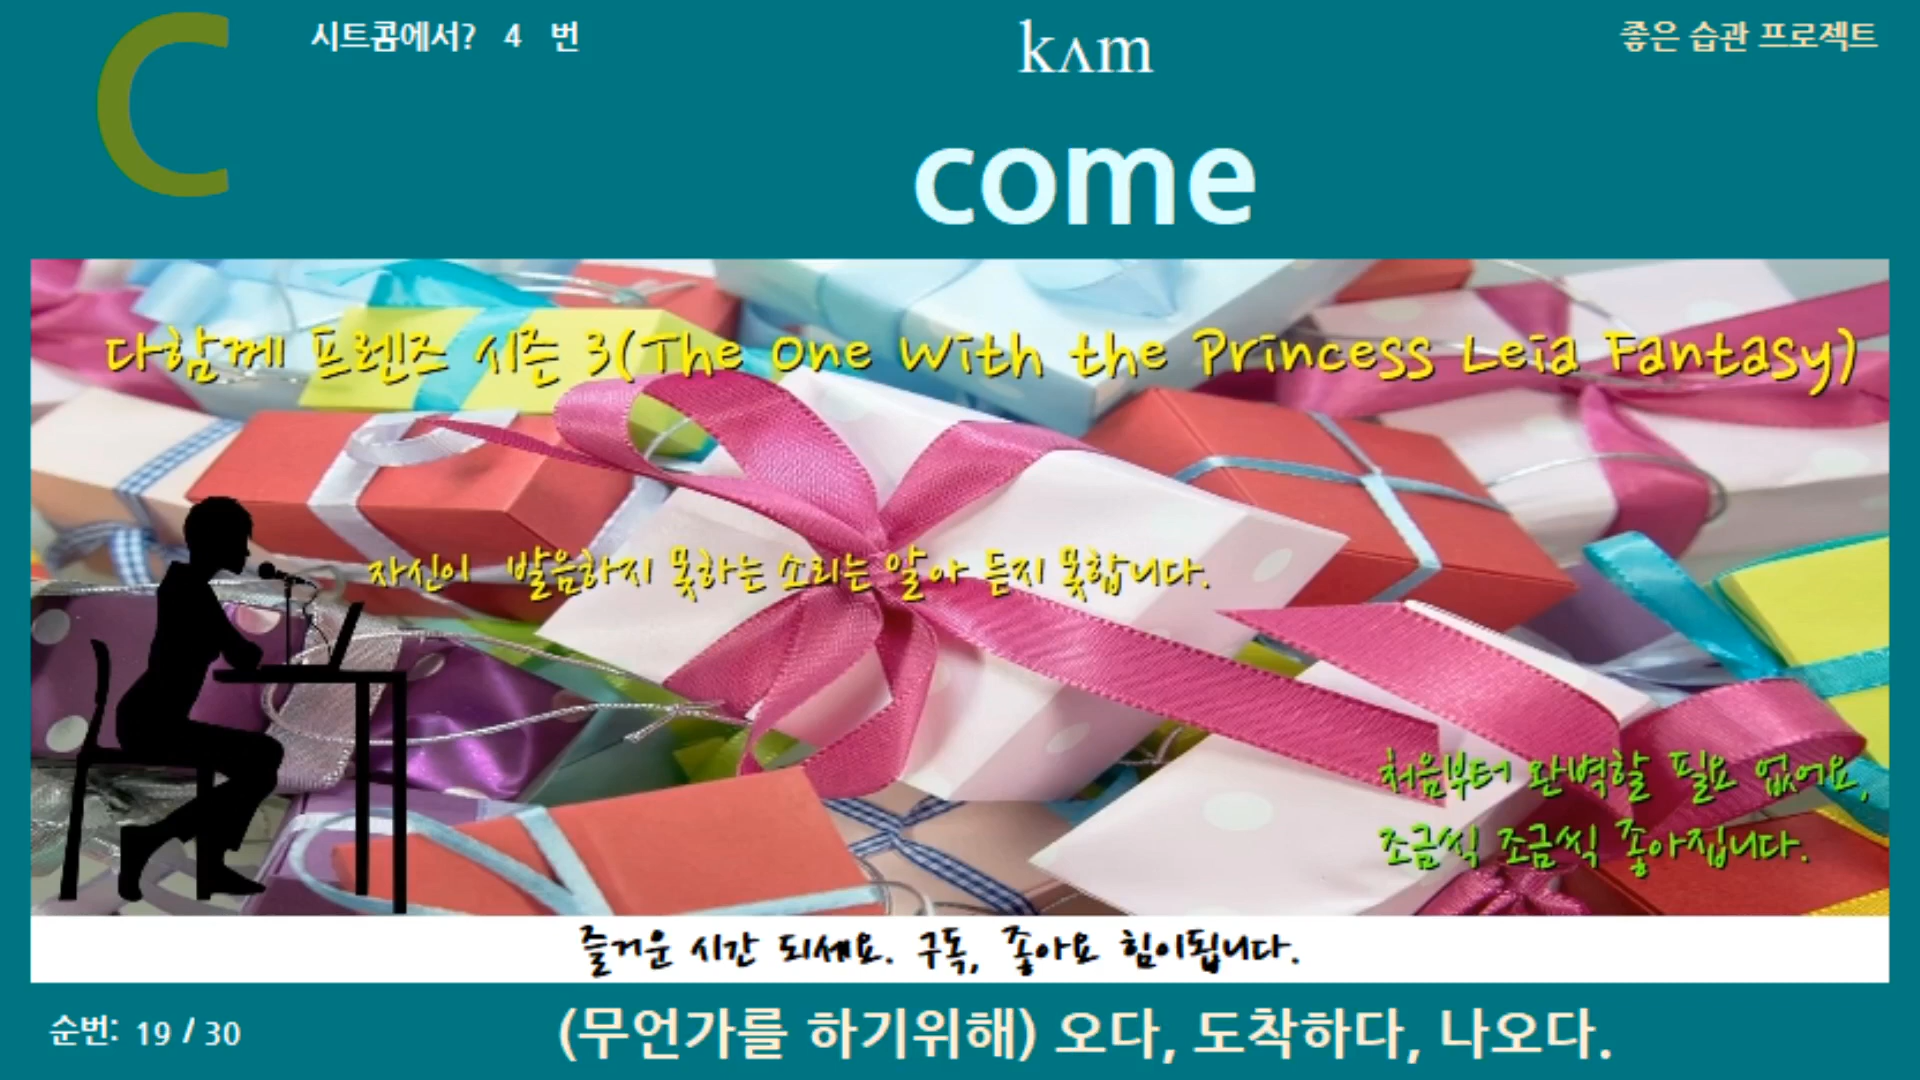 C
시트콤에서? 4 번
kʌm
좋은 습관 프로젝트
come
다함께 프렌즈 시즌 3(The One With the Princess Leia Fantasy)
자신이 발음하지 못하는 소리는 알아 듣지 못합니다.
처음부터 완벽할 필요 없어요,
조금씩 조금씩 좋아집니다.
즐거운 시간 되세요. 구독, 좋아요 힘이됩니다.
순번: 19 / 30
(무언가를 하기위해) 오다, 도착하다, 나오다.